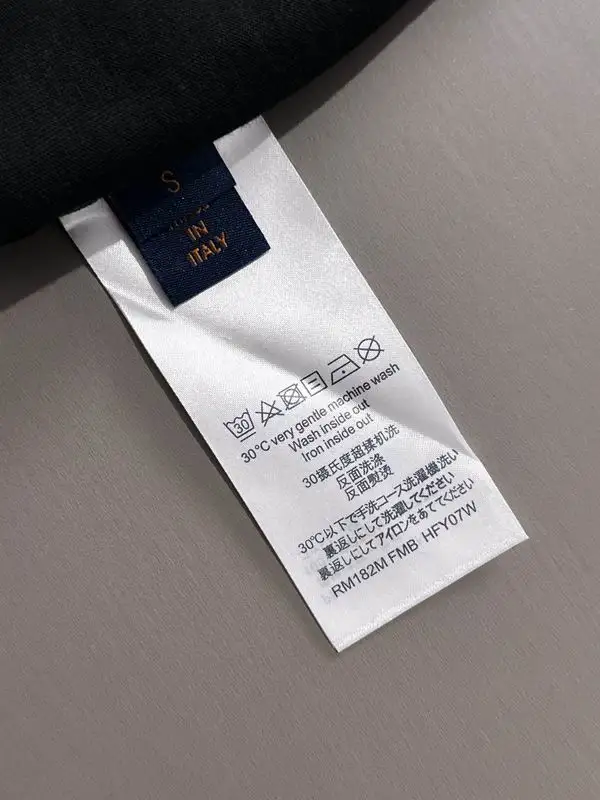 S
IN
ITALY
30
30°C very gentle machine wash
Wash inside out
Iron inside out
30摄氏度超揉机洗
反面洗涤
反面熨烫
30℃以下で手洗コース洗濯機洗い
裏返しにして洗濯してください
裏返しにしてアイロンをあててください
RM182M FMB HFY07W